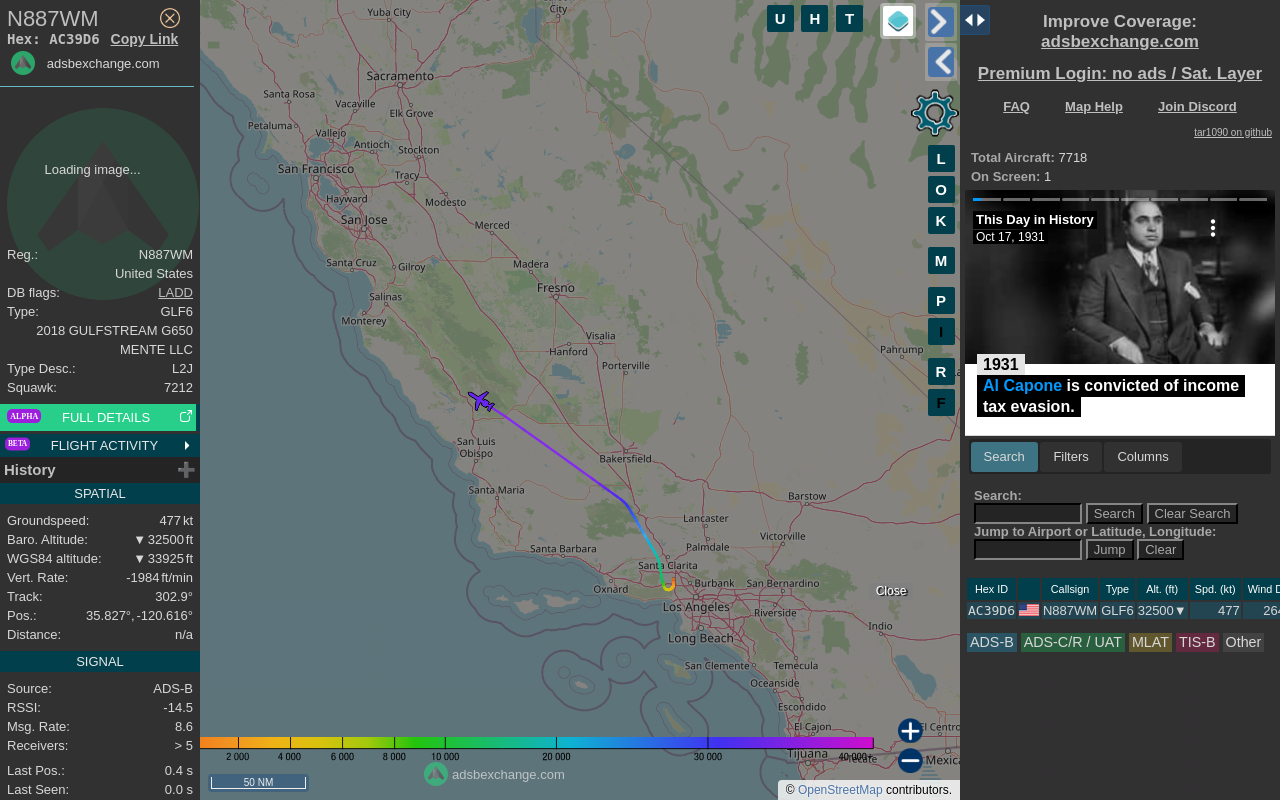 N887WM
Hex: AC39D6 Copy Link
adsbexchange.com
Loading image...
Reg.: N887WM
United States
DB flags: LADD
Type: GLF6
2018 GULFSTREAM G650
MENTE LLC
Type Desc.: L2J
Squawk: 7212
ALPHA FULL DETAILS
BETA FLIGHT ACTIVITY
History
SPATIAL
Groundspeed: 477 kt
Baro. Altitude: ▼ 32500 ft
WGS84 altitude: ▼ 33925 ft
Vert. Rate: -1984 ft/min
Track: 302.9°
Pos.: 35.827°, -120.616°
Distance: n/a
SIGNAL
Source: ADS-B
RSSI: -14.5
Msg. Rate: 8.6
Receivers: > 5
Last Pos.: 0.4 s
Last Seen: 0.0 s
Yuba City
City
Sacramento
Santa Rosa
Vacaville
Elk Grove
Petaluma
Vallejo
Antioch
Stockton
San Francisco
Tracy
Hayward
Modesto
San Jose
Merced
Santa Cruz
Gilroy
Madera
Salinas
Fresno
Monterey
Visalia
Hanford
Porterville
Pahrump
San Luis
Obispo
Bakersfield
Santa Maria
Barstow
Lancaster
Victorville
Palmdale
Santa Barbara
Santa Clarita
Oxnard
Burbank
San Bernardino
Los Angeles
Riverside
Long Beach
Indio
San Clemente
Temecula
Oceanside
Escondido
El Cajon
El Centro
Tijuana
Tecate
Mexica
U H T
L
O
K
M
P
I
R
F
Close
2 000 4 000 6 000 8 000 10 000 20 000 30 000 40 000+
50 NM
adsbexchange.com
© OpenStreetMap contributors.
Improve Coverage:
adsbexchange.com
Premium Login: no ads / Sat. Layer
FAQ Map Help Join Discord
tar1090 on github
Total Aircraft: 7718
On Screen: 1
This Day in History
Oct 17, 1931
1931
Al Capone is convicted of income
tax evasion.
Search Filters Columns
Search:
Search Clear Search
Jump to Airport or Latitude, Longitude:
Jump Clear
Hex ID Callsign Type Alt. (ft) Spd. (kt) Wind D
AC39D6 N887WM GLF6 32500▼ 477 264
ADS-B ADS-C/R / UAT MLAT TIS-B Other